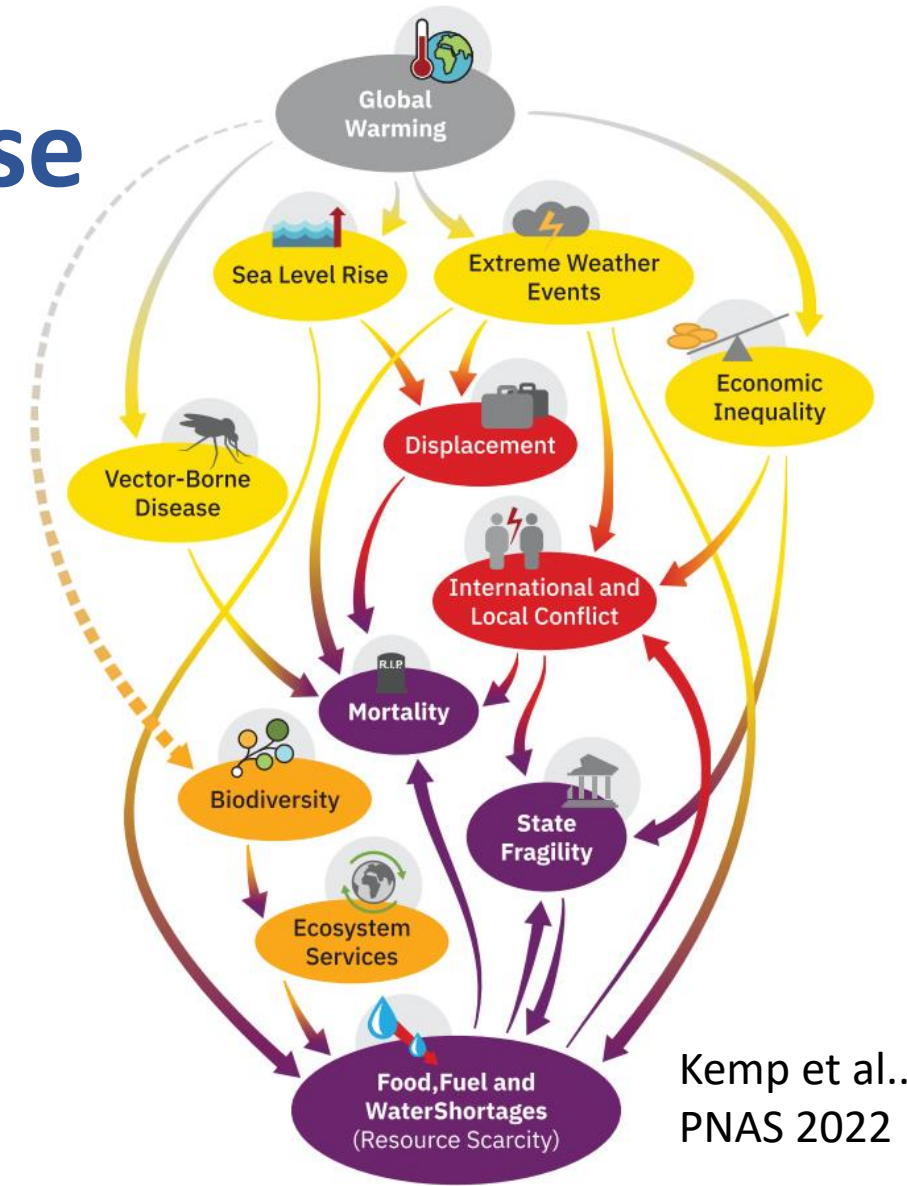 se
Global
Warming
Sea Level Rise
Extreme Weather
Events
Economic
Inequality
Displacement
Vector-Borne
Disease
International and
Local Conflict
R.I.P
Mortality
Biodiversity
State
Fragility
Ecosystem
Services
Food,Fuel and
WaterShortages
(Resource Scarcity)
Kemp et al..
PNAS 2022